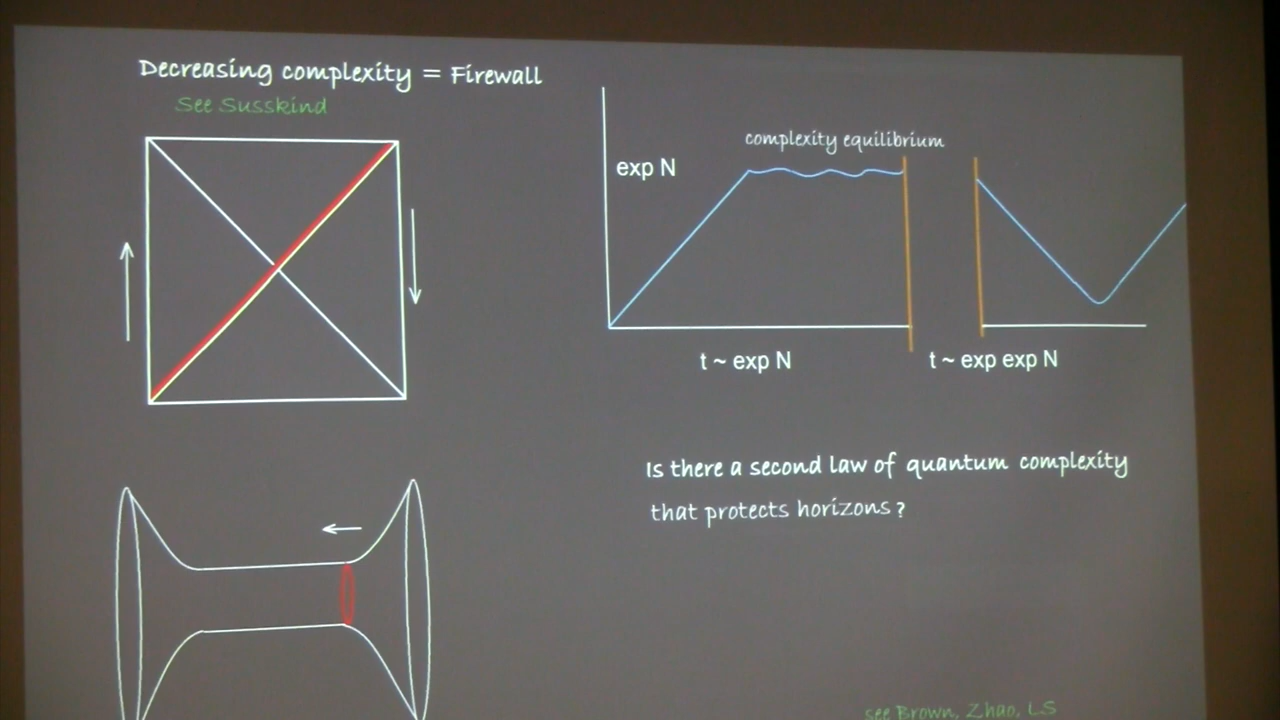 Decreasing complexity = Firewall
See Susskind
complexity equilibrium
exp N
t ~ exp N
t ~ exp exp N
Is there a second law of quantum complexity
that protects horizons?
see Brown, Zhao, LS